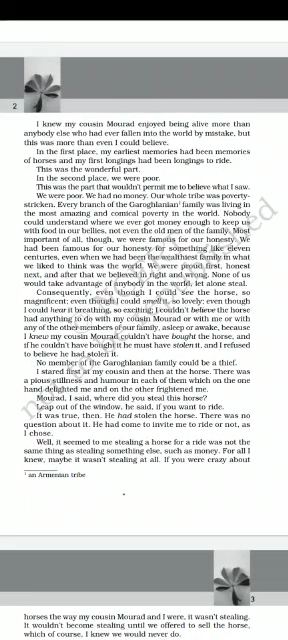 2
I knew my cousin Mourad enjoyed being alive more than
anybody else who had ever fallen into the world by mistake, but
this was more than even I could believe.
In the first place, my earliest memories had been memories
of horses and my first longings had been longings to ride.
This was the wonderful part.
In the second place, we were poor.
This was the part that wouldn't permit me to believe what I saw.
We were poor. We had no money. Our whole tribe was poverty-
stricken. Every branch of the Garoghlanian¹ family was living in
the most amazing and comical poverty in the world. Nobody
could understand where we ever got money enough to keep us
with food in our bellies, not even the old men of the family. Most
important of all, though, we were famous for our honesty. We
had been famous for our honesty for something like eleven
centuries, even when we had been the wealthiest family in what
we liked to think was the world. We were proud first, honest
next, and after that we believed in right and wrong. None of us
would take advantage of anybody in the world, let alone steal.
Consequently, even though I could see the horse, so
magnificent; even though I could smell it, so lovely; even though
I could hear it breathing, so exciting; I couldn't believe the horse
had anything to do with my cousin Mourad or with me or with
any of the other members of our family, asleep or awake, because
I knew my cousin Mourad couldn't have bought the horse, and
if he couldn't have bought it he must have stolen it, and I refused
to believe he had stolen it.
No member of the Garoghlanian family could be a thief.
I stared first at my cousin and then at the horse. There was
a pious stillness and humour in each of them which on the one
hand delighted me and on the other frightened me.
Mourad, I said, where did you steal this horse?
Leap out of the window, he said, if you want to ride.
It was true, then. He had stolen the horse. There was no
question about it. He had come to invite me to ride or not, as
I chose.
Well, it seemed to me stealing a horse for a ride was not the
same thing as stealing something else, such as money. For all I
knew, maybe it wasn't stealing at all. If you were crazy about
¹ an Armenian tribe
3
horses the way my cousin Mourad and I were, it wasn't stealing.
It wouldn't become stealing until we offered to sell the horse,
which of course, I knew we would never do.